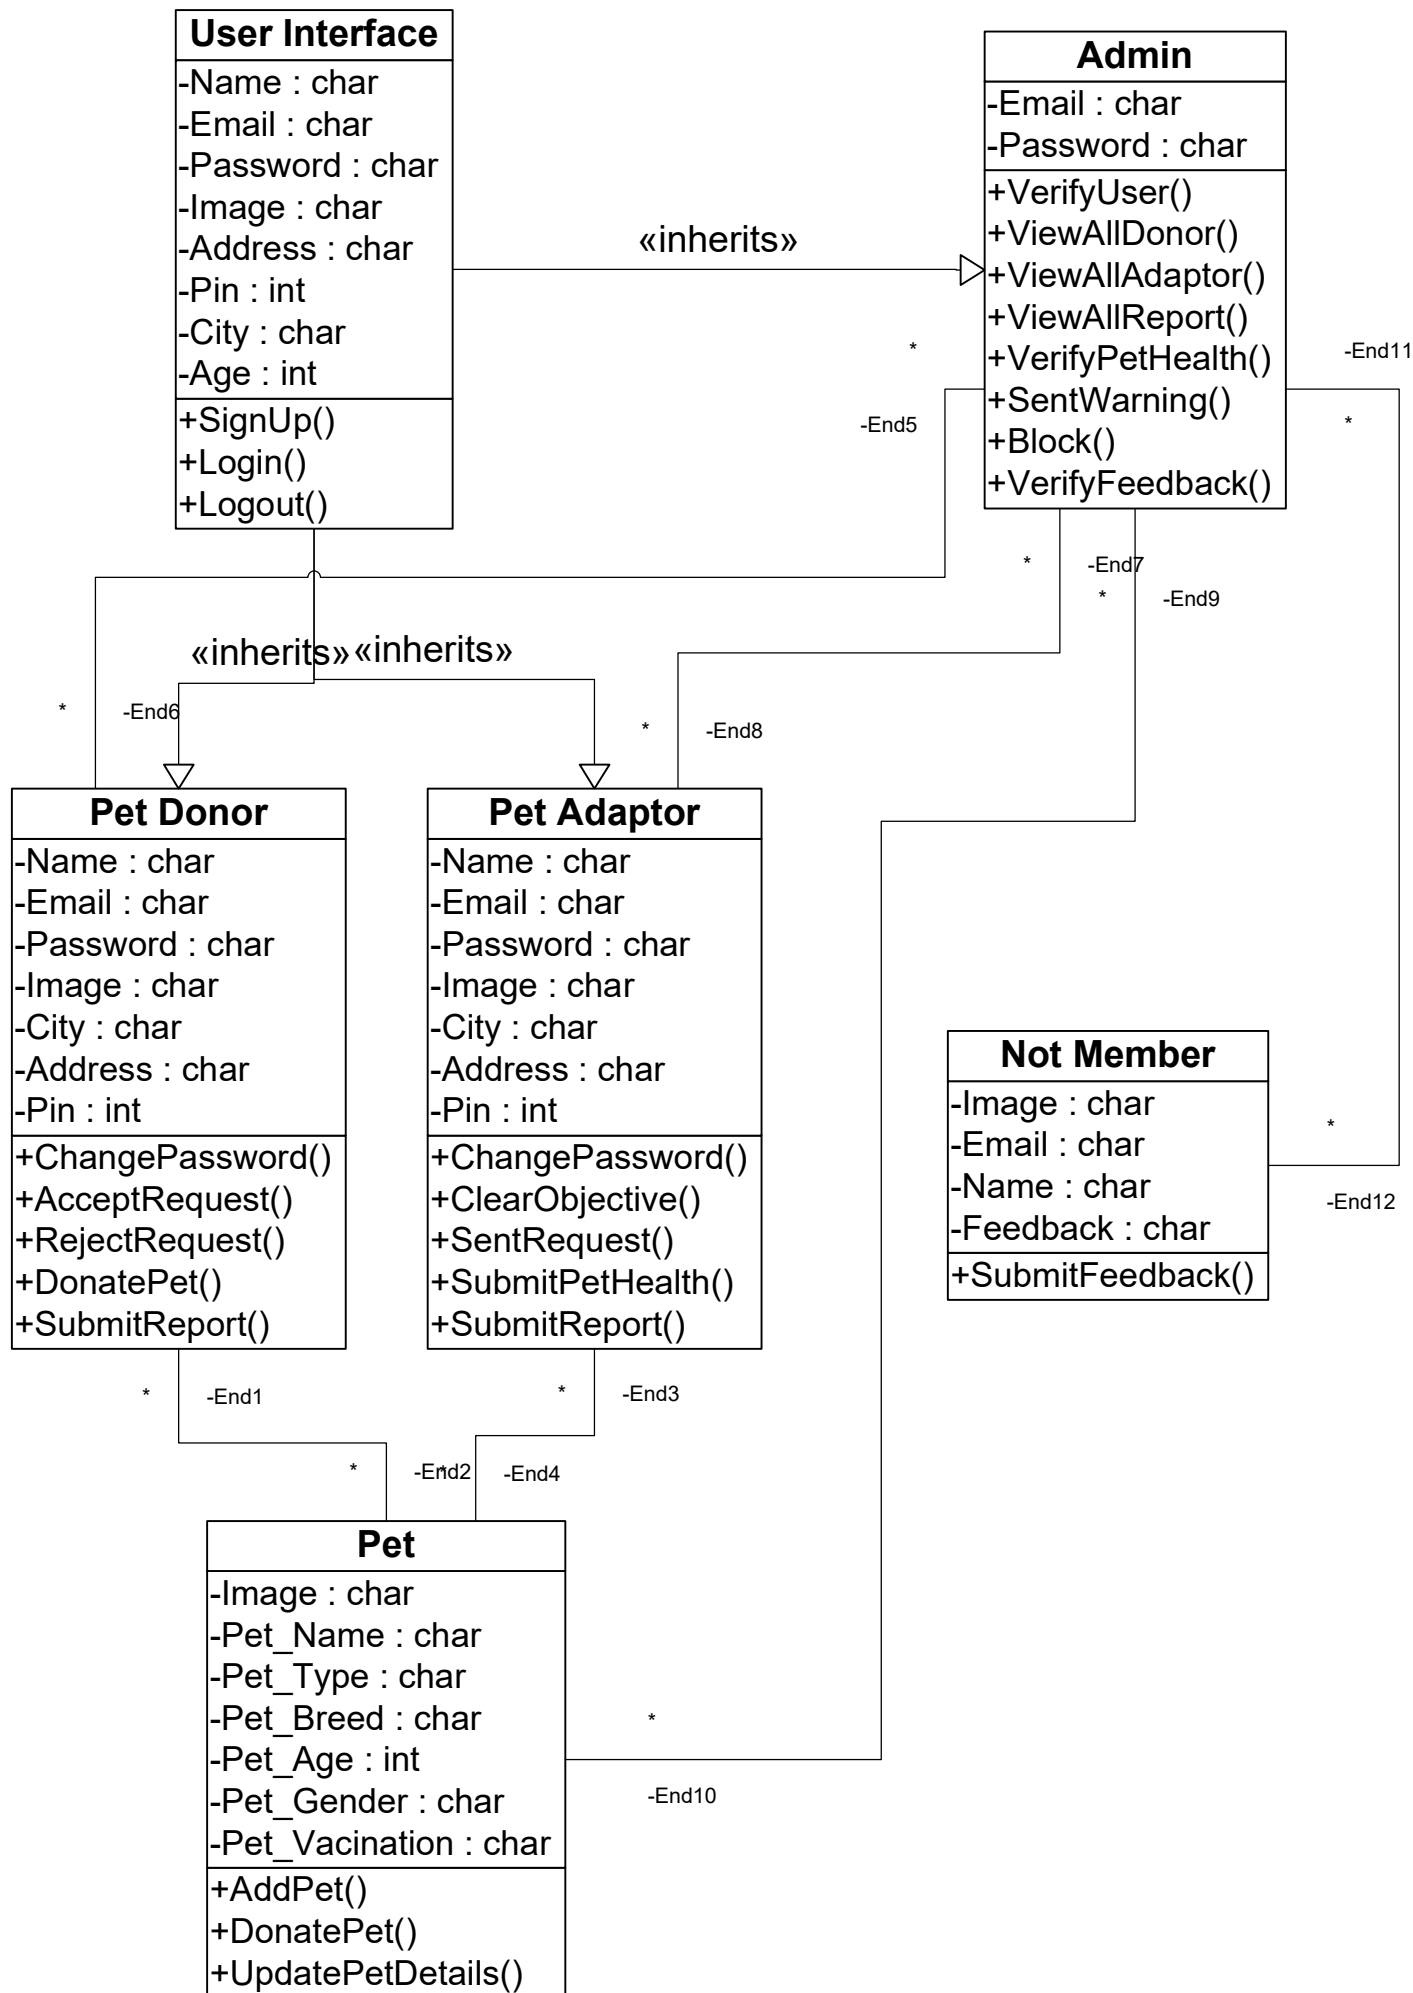 User Interface
-Name : char
-Email : char
-Password : char
-Image : char
-Address : char
-Pin : int
-City : char
-Age : int
+SignUp()
+Login()
+Logout()
«inherits»
Admin
-Email : char
-Password : char
+VerifyUser()
+ViewAllDonor()
+ViewAllAdaptor()
+ViewAllReport()
+VerifyPetHealth()
+SentWarning()
+Block()
+VerifyFeedback()
*
-End5
-End11
*
*
-End7
*
-End9
«inherits»
«inherits»
*
-End6
*
-End8
Pet Donor
-Name : char
-Email : char
-Password : char
-Image : char
-City : char
-Address : char
-Pin : int
+ChangePassword()
+AcceptRequest()
+RejectRequest()
+DonatePet()
+SubmitReport()
Pet Adaptor
-Name : char
-Email : char
-Password : char
-Image : char
-City : char
-Address : char
-Pin : int
+ChangePassword()
+ClearObjective()
+SentRequest()
+SubmitPetHealth()
+SubmitReport()
Not Member
-Image : char
-Email : char
-Name : char
-Feedback : char
+SubmitFeedback()
*
-End12
*
-End1
*
-End3
*
-End2
*
-End4
Pet
-Image : char
-Pet_Name : char
-Pet_Type : char
-Pet_Breed : char
-Pet_Age : int
-Pet_Gender : char
-Pet_Vacination : char
+AddPet()
+DonatePet()
+UpdatePetDetails()
*
-End10